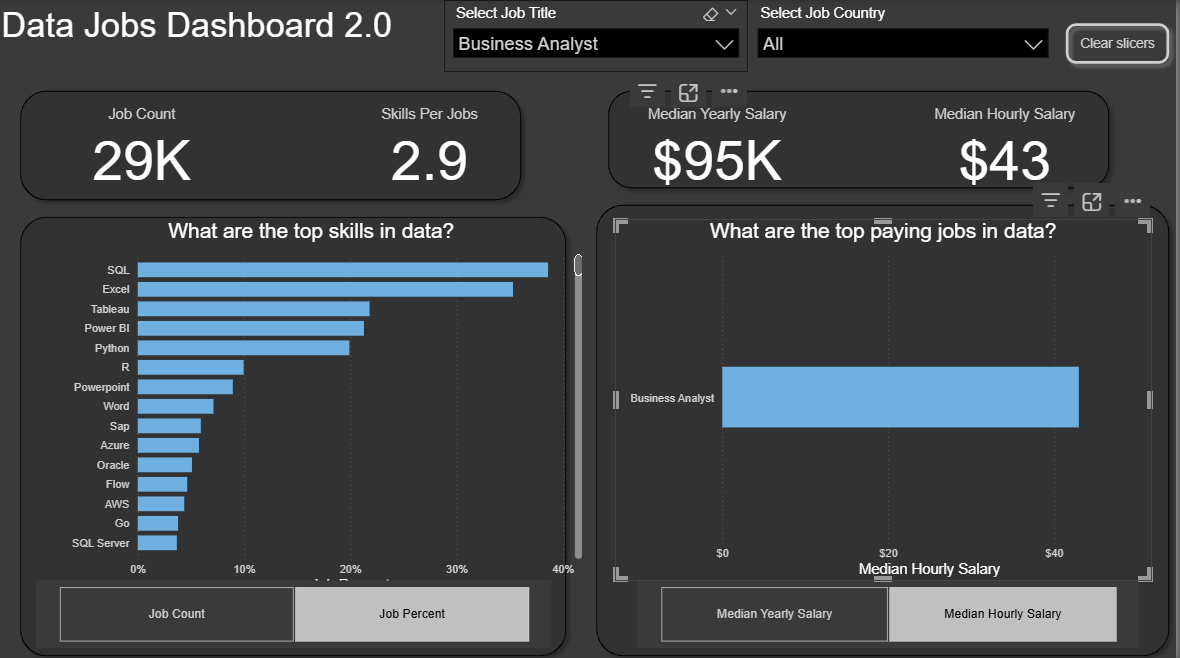 Data Jobs Dashboard 2.0
Select Job Title
Business Analyst
Select Job Country
All
Clear slicers
Job Count
29K
Skills Per Jobs
2.9
Median Yearly Salary
$95K
Median Hourly Salary
$43
What are the top skills in data?
SQL
Excel
Tableau
Power BI
Python
R
Powerpoint
Word
Sap
Azure
Oracle
Flow
AWS
Go
SQL Server
0% 10% 20% 30% 40%
Job Count
Job Percent
What are the top paying jobs in data?
Business Analyst
$0 $20 $40
Median Hourly Salary
Median Yearly Salary
Median Hourly Salary